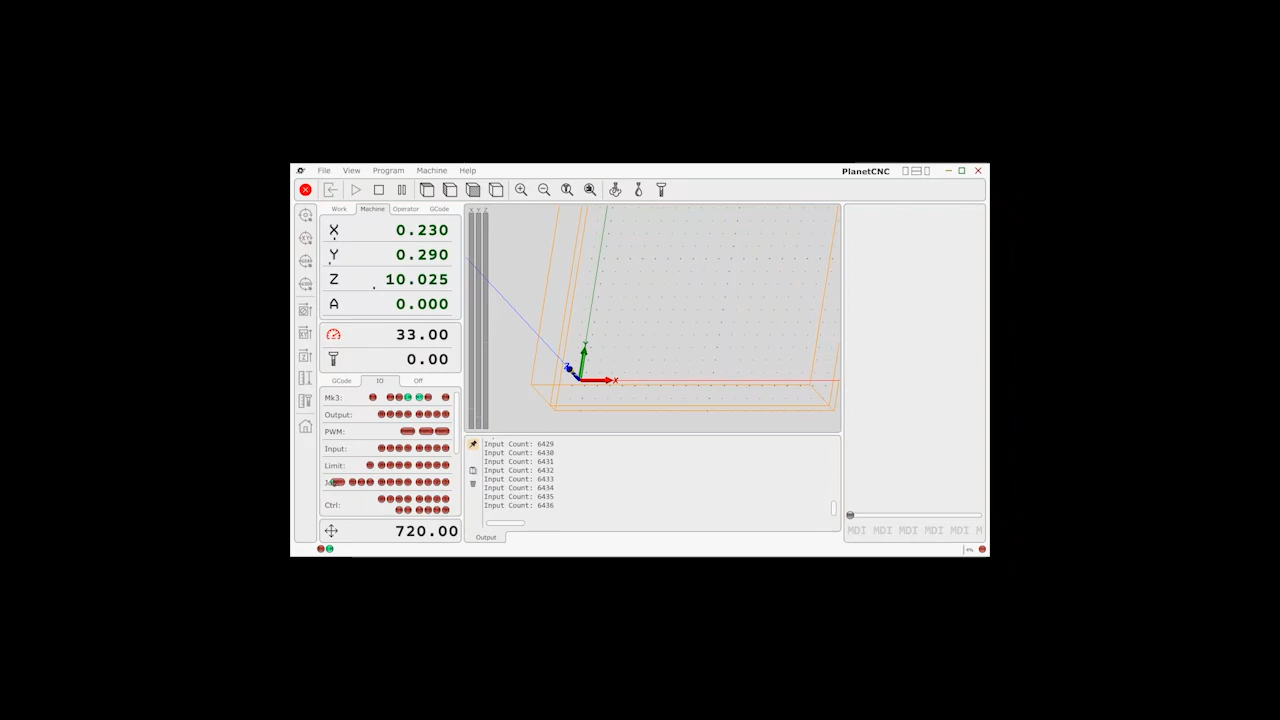 File View Program Machine Help
PlanetCNC
Work Machine Operator GCode
X 0.230
Y 0.290
Z 10.025
A 0.000
33.00
0.00
GCode IO Off
Mk3:
Output:
PWM:
Input:
Limit:
Ctrl:
720.00
X Y Z
Y
Z
X
Input Count: 6429
Input Count: 6430
Input Count: 6431
Input Count: 6432
Input Count: 6433
Input Count: 6434
Input Count: 6435
Input Count: 6436
Output
MDI MDI MDI MDI MDI M